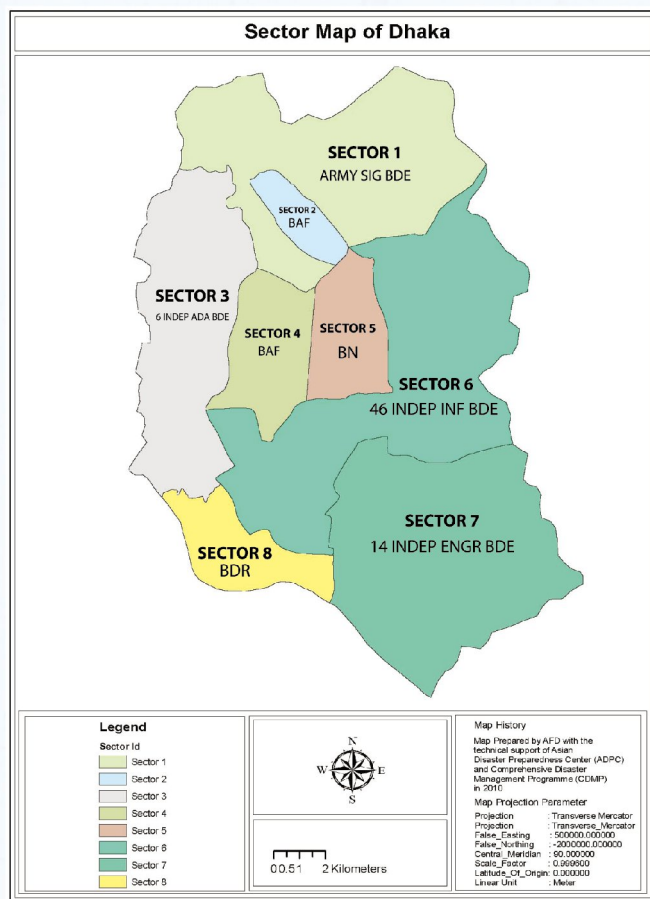 Sector Map of Dhaka
SECTOR 1
ARMY SIG BDE
SECTOR 2
BAF
SECTOR 3
6 INDEP ADA BDE
SECTOR 4
BAF
SECTOR 5
BN
SECTOR 6
46 INDEP INF BDE
SECTOR 7
14 INDEP ENGR BDE
SECTOR 8
BDR
Legend
Sector Id
Sector 1
Sector 2
Sector 3
Sector 4
Sector 5
Sector 6
Sector 7
Sector 8
N
W E
S
00.51 2 Kilometers
Map History
Map Prepared by AFD with the
technical support of Asian
Disaster Preparedness Center (ADPC)
and Comprehensive Disaster
Management Programme (CDMP)
in 2010
Map Projection Parameter
Projection : Transverse Mercator
Projection : Transverse_Mercator
False_Easting : 500000.000000
False_Northing : -2000000.000000
Central_Meridian : 90.000000
Scale_Factor : 0.999600
Latitude_Of_Origin: 0.000000
Linear Unit : Meter